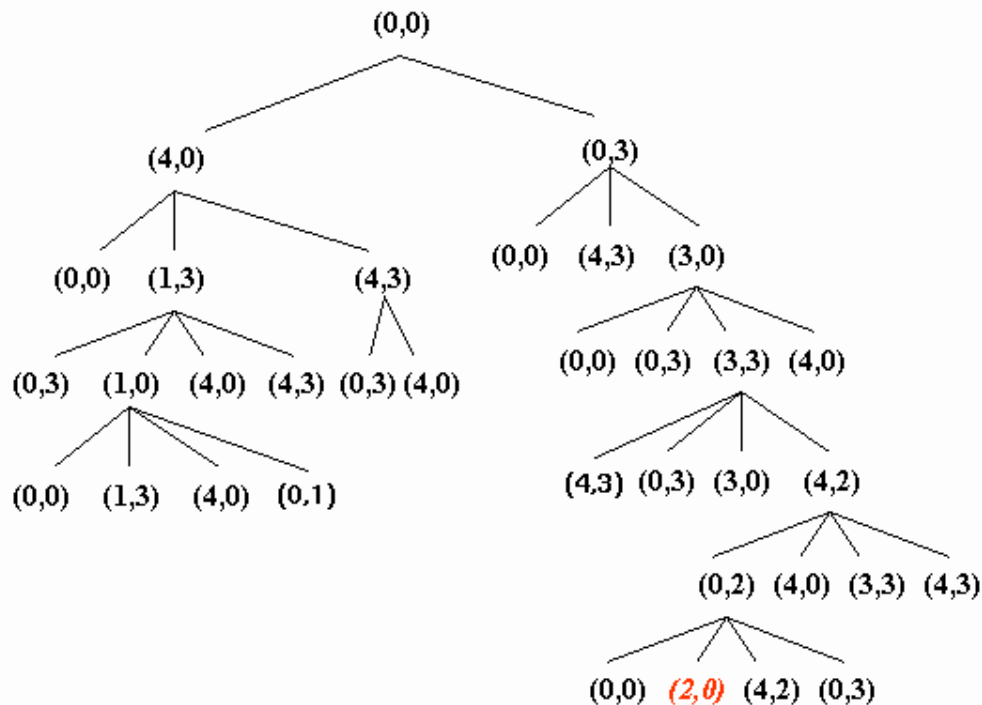 (0,0)
(4,0) (0,3)
(0,0) (1,3) (4,3) (0,0) (4,3) (3,0)
(0,3) (1,0) (4,0) (4,3) (0,3) (4,0) (0,0) (0,3) (3,3) (4,0)
(0,0) (1,3) (4,0) (0,1) (4,3) (0,3) (3,0) (4,2)
(0,2) (4,0) (3,3) (4,3)
(0,0) (2,0) (4,2) (0,3)